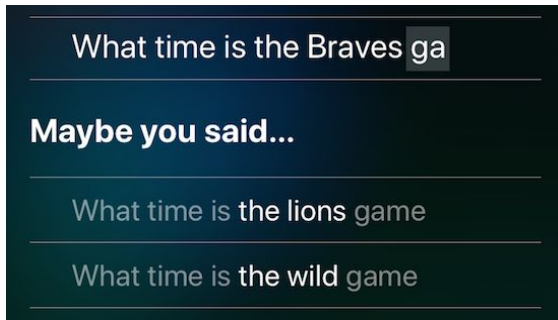 What time is the Braves ga
Maybe you said...
What time is the lions game
What time is the wild game